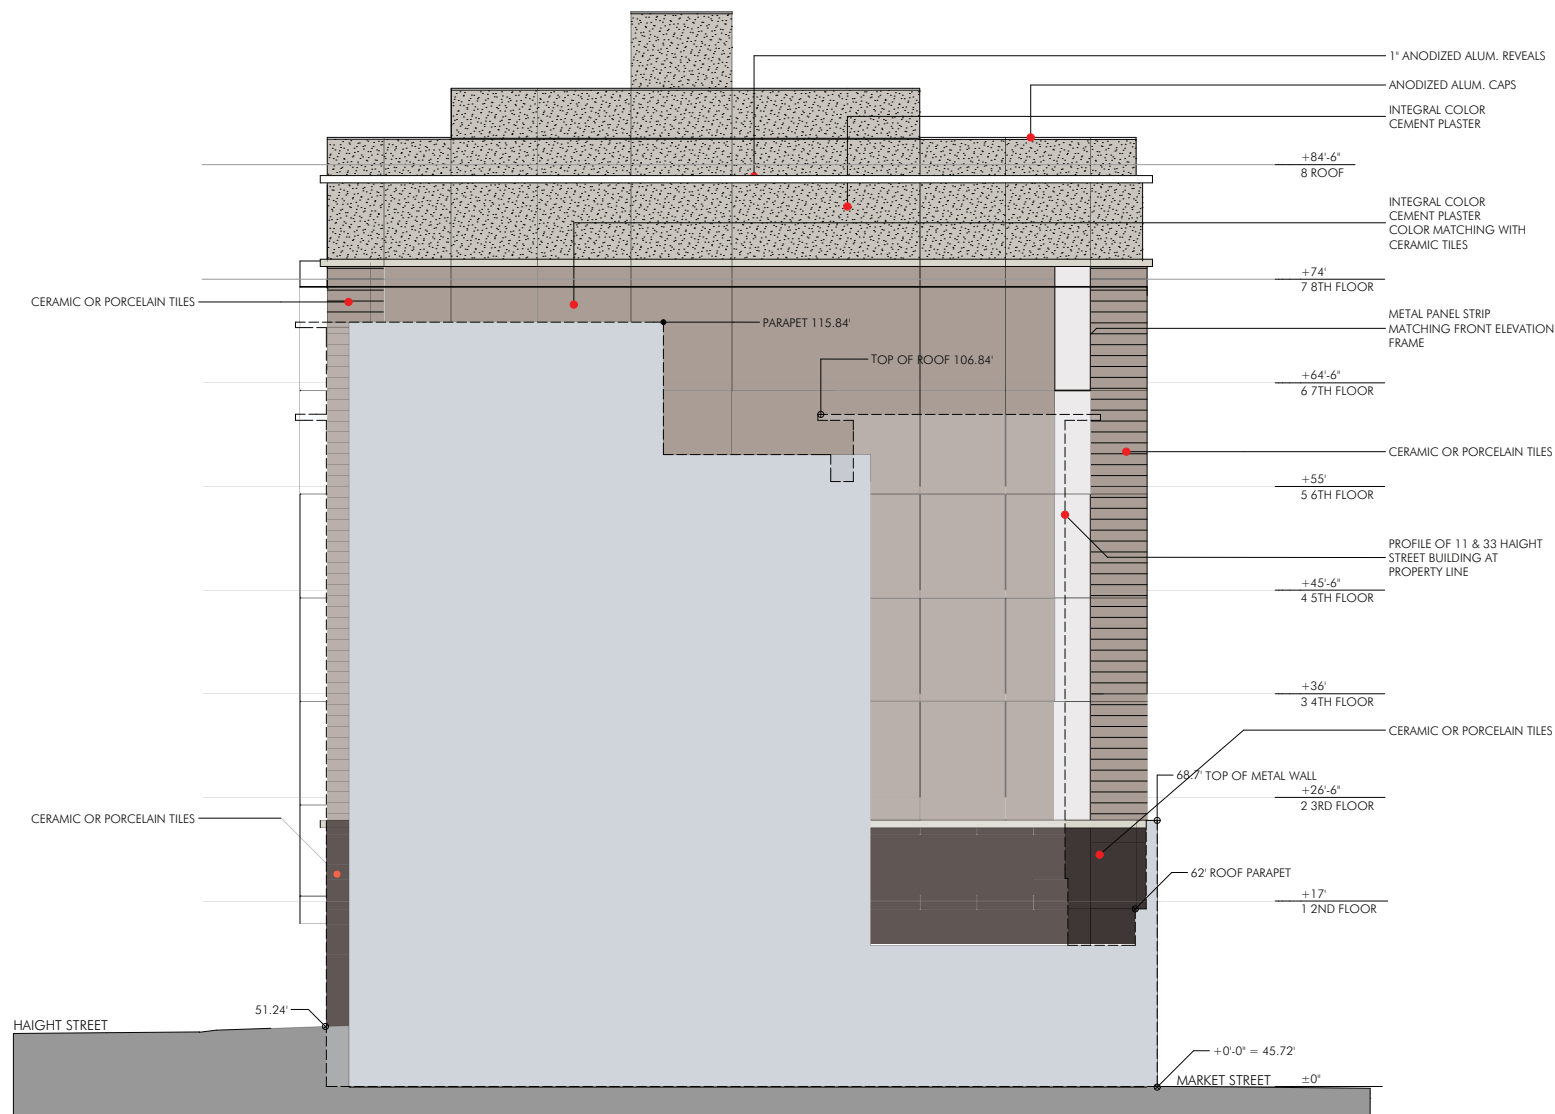 1" ANODIZED ALUM. REVEALS
ANODIZED ALUM. CAPS
INTEGRAL COLOR
CEMENT PLASTER
+84'-6"
8 ROOF
INTEGRAL COLOR
CEMENT PLASTER
COLOR MATCHING WITH
CERAMIC TILES
+74'
7 8TH FLOOR
CERAMIC OR PORCELAIN TILES
PARAPET 115.84'
METAL PANEL STRIP
MATCHING FRONT ELEVATION
FRAME
TOP OF ROOF 106.84'
+64'-6"
6 7TH FLOOR
CERAMIC OR PORCELAIN TILES
+55'
5 6TH FLOOR
PROFILE OF 11 & 33 HAIGHT
STREET BUILDING AT
PROPERTY LINE
+45'-6"
4 5TH FLOOR
+36'
3 4TH FLOOR
CERAMIC OR PORCELAIN TILES
68.7' TOP OF METAL WALL
+26'-6"
2 3RD FLOOR
CERAMIC OR PORCELAIN TILES
62' ROOF PARAPET
+17'
1 2ND FLOOR
51.24'
HAIGHT STREET
+0'-0" = 45.72'
MARKET STREET ±0"